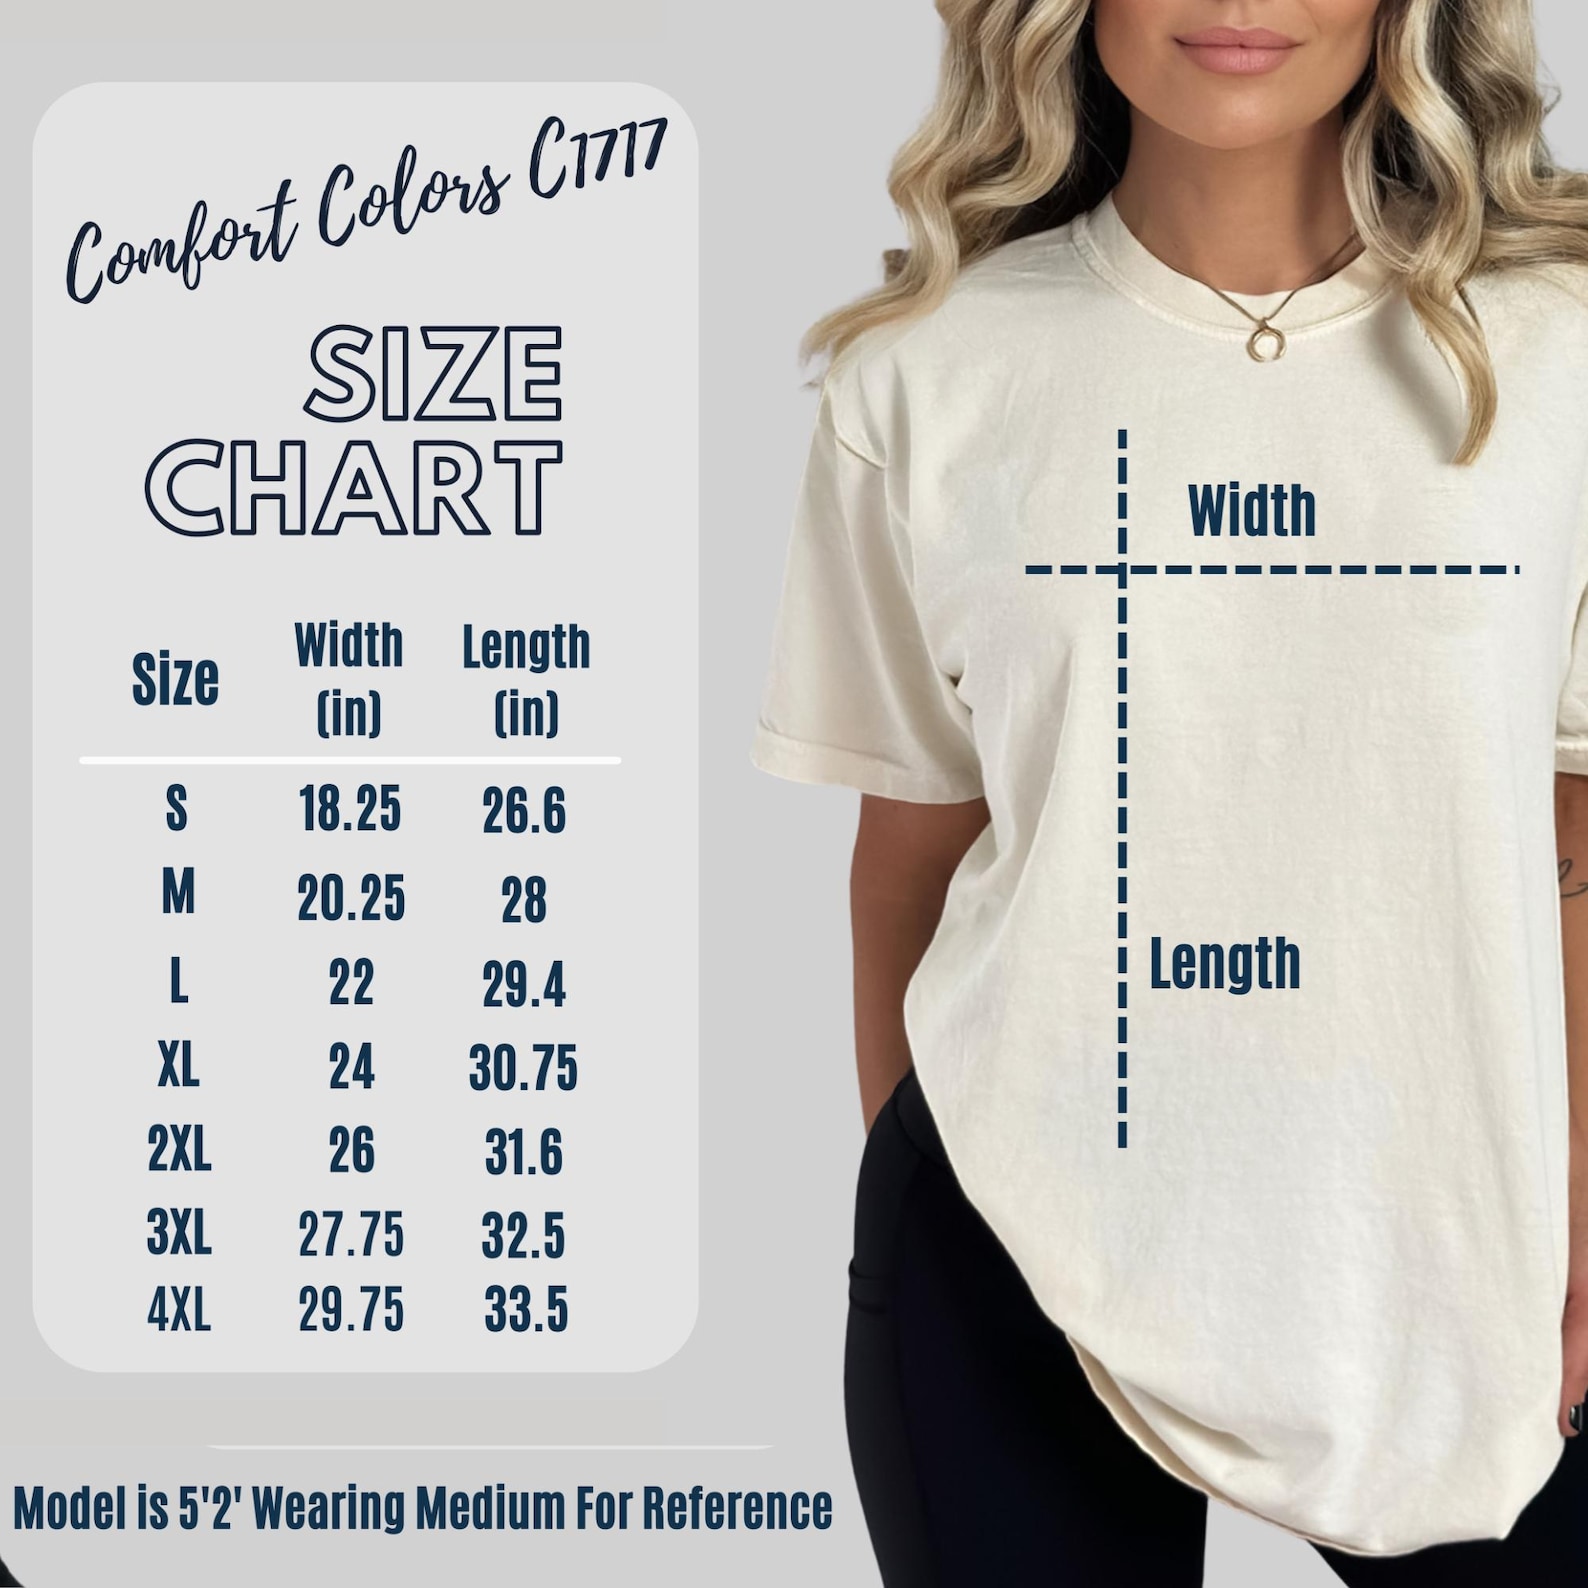 Comfort Colors C1717
SIZE
CHART
Size Width (in) Length (in)
S 18.25 26.6
M 20.25 28
L 22 29.4
XL 24 30.75
2XL 26 31.6
3XL 27.75 32.5
4XL 29.75 33.5
Model is 5'2' Wearing Medium For Reference
Width
Length